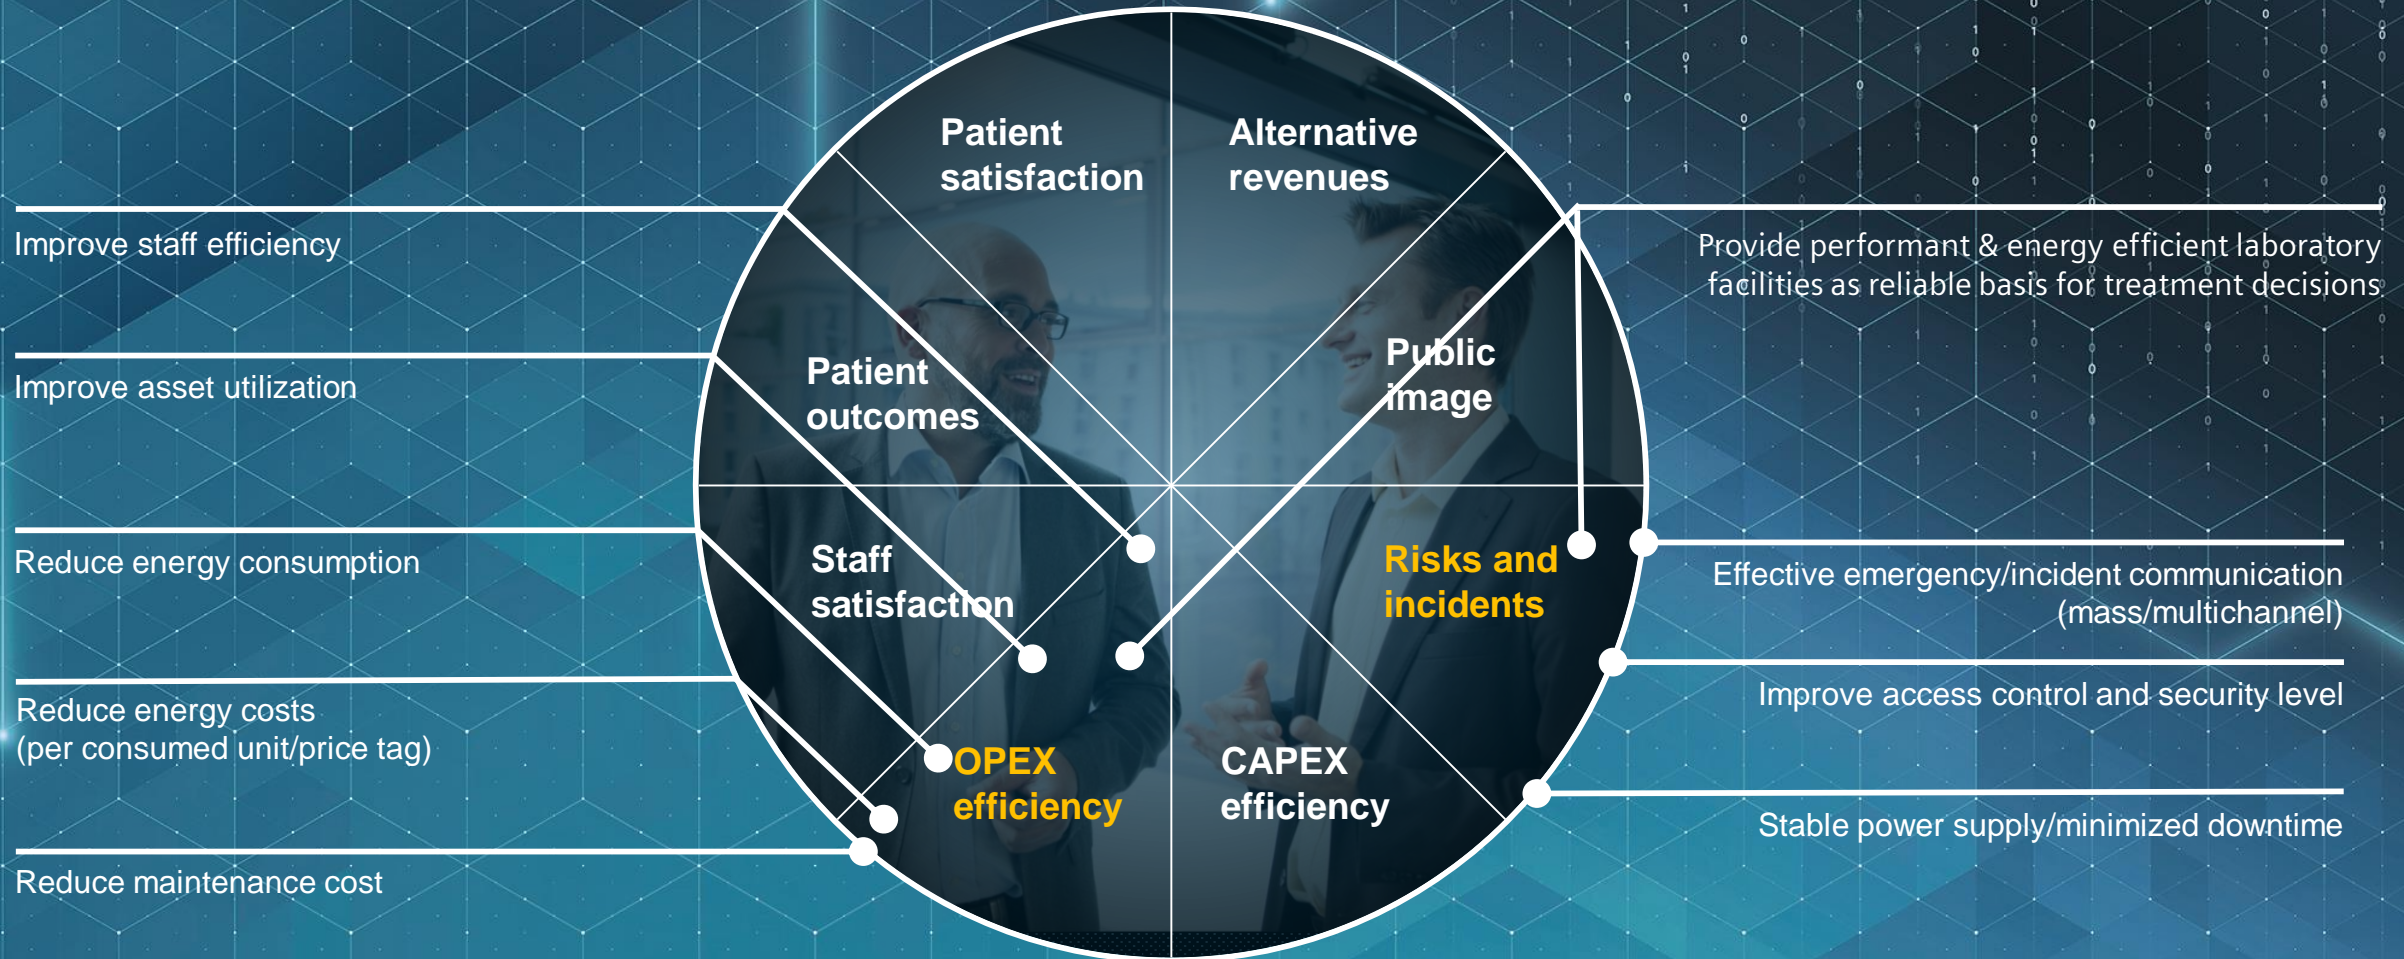 Patient
satisfaction
Alternative
revenues
Improve staff efficiency
Provide performant & energy efficient laboratory
facilities as reliable basis for treatment decisions
Improve asset utilization
Patient
outcomes
Public
image
Reduce energy consumption
Staff
satisfaction
Risks and
incidents
Effective emergency/incident communication
(mass/multichannel)
Reduce energy costs
(per consumed unit/price tag)
Improve access control and security level
OPEX
efficiency
CAPEX
efficiency
Stable power supply/minimized downtime
Reduce maintenance cost